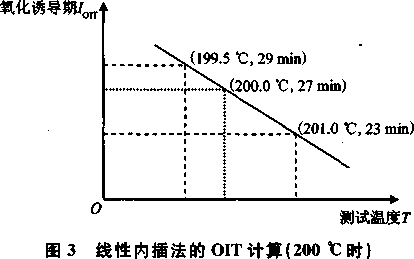 氧化诱导期I_OIT
(199.5 ℃, 29 min)
(200.0 ℃, 27 min)
(201.0 ℃, 23 min)
O
测试温度T
图 3 线性内插法的 OIT 计算(200 ℃时)